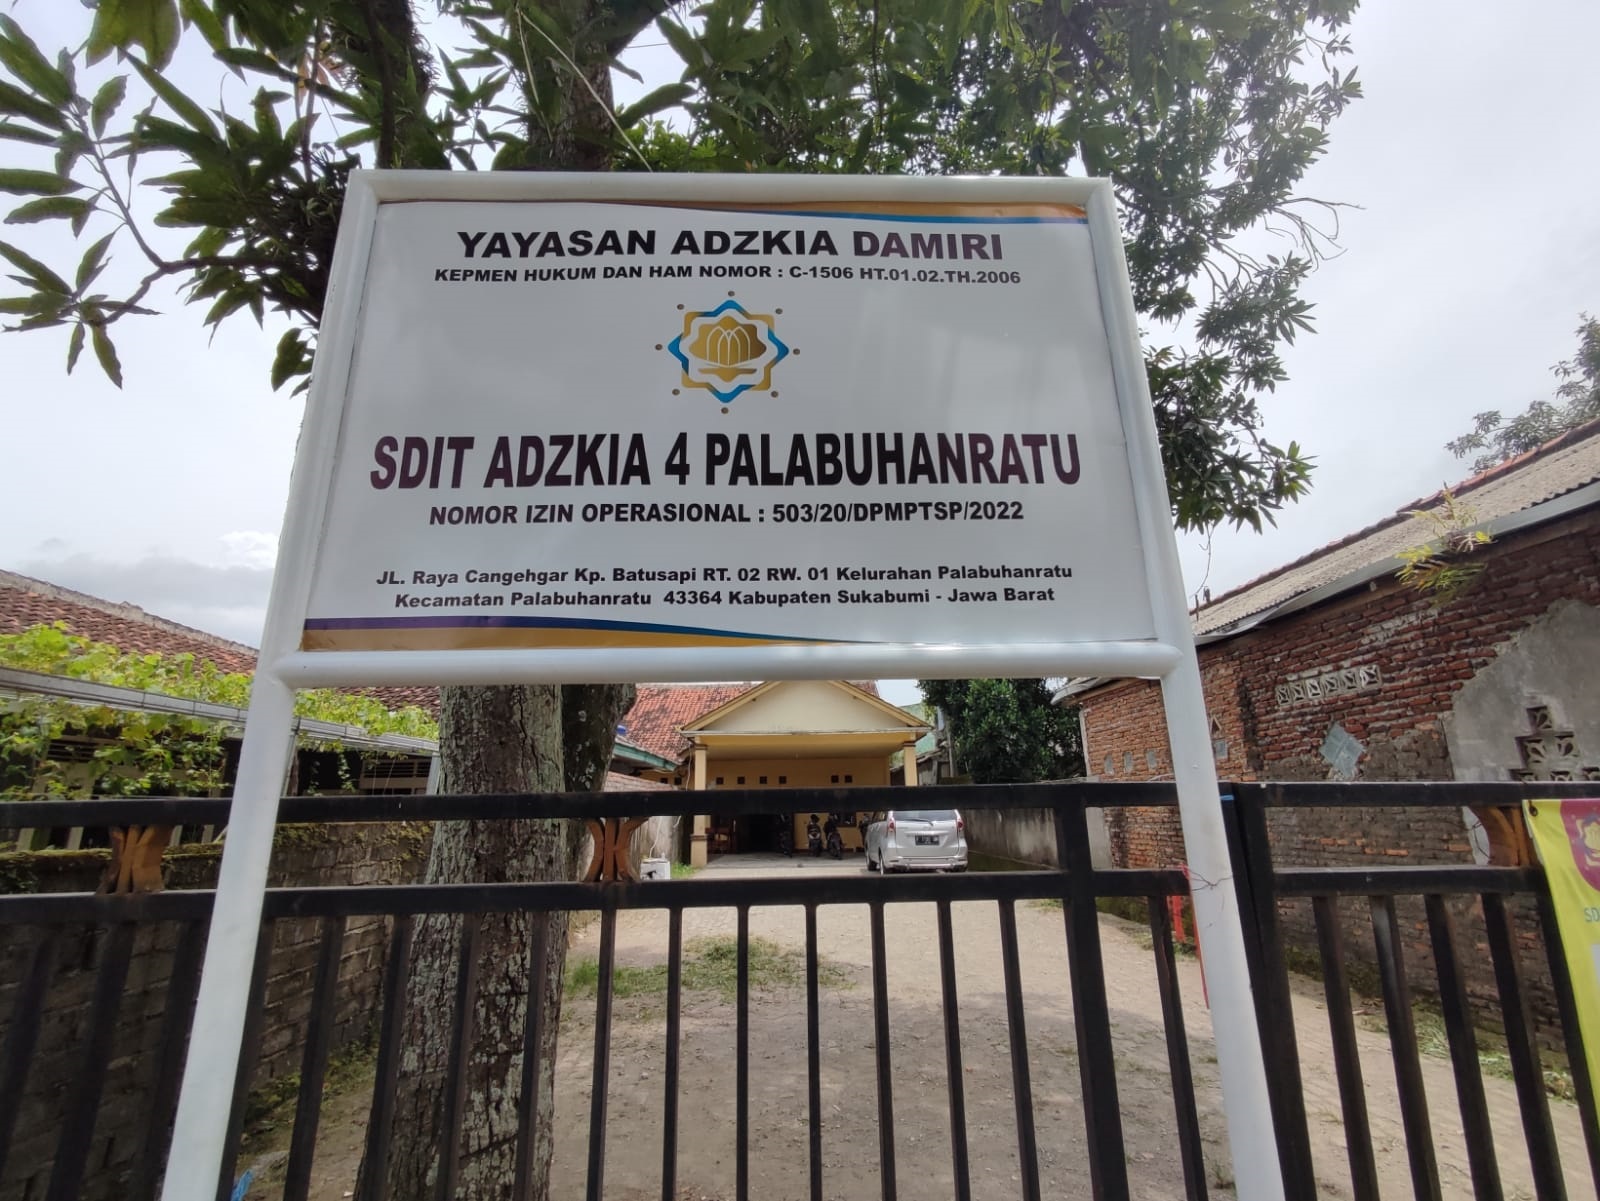 YAYASAN ADZKIA DAMIRI
KEPMEN HUKUM DAN HAM NOMOR : C-1506 HT.01.02.TH.2006
SDIT ADZKIA 4 PALABUHANRATU
NOMOR IZIN OPERASIONAL : 503/20/DPMPTSP/2022
JL. Raya Cangehgar Kp. Batusapi RT. 02 RW. 01 Kelurahan Palabuhanratu
Kecamatan Palabuhanratu 43364 Kabupaten Sukabumi - Jawa Barat